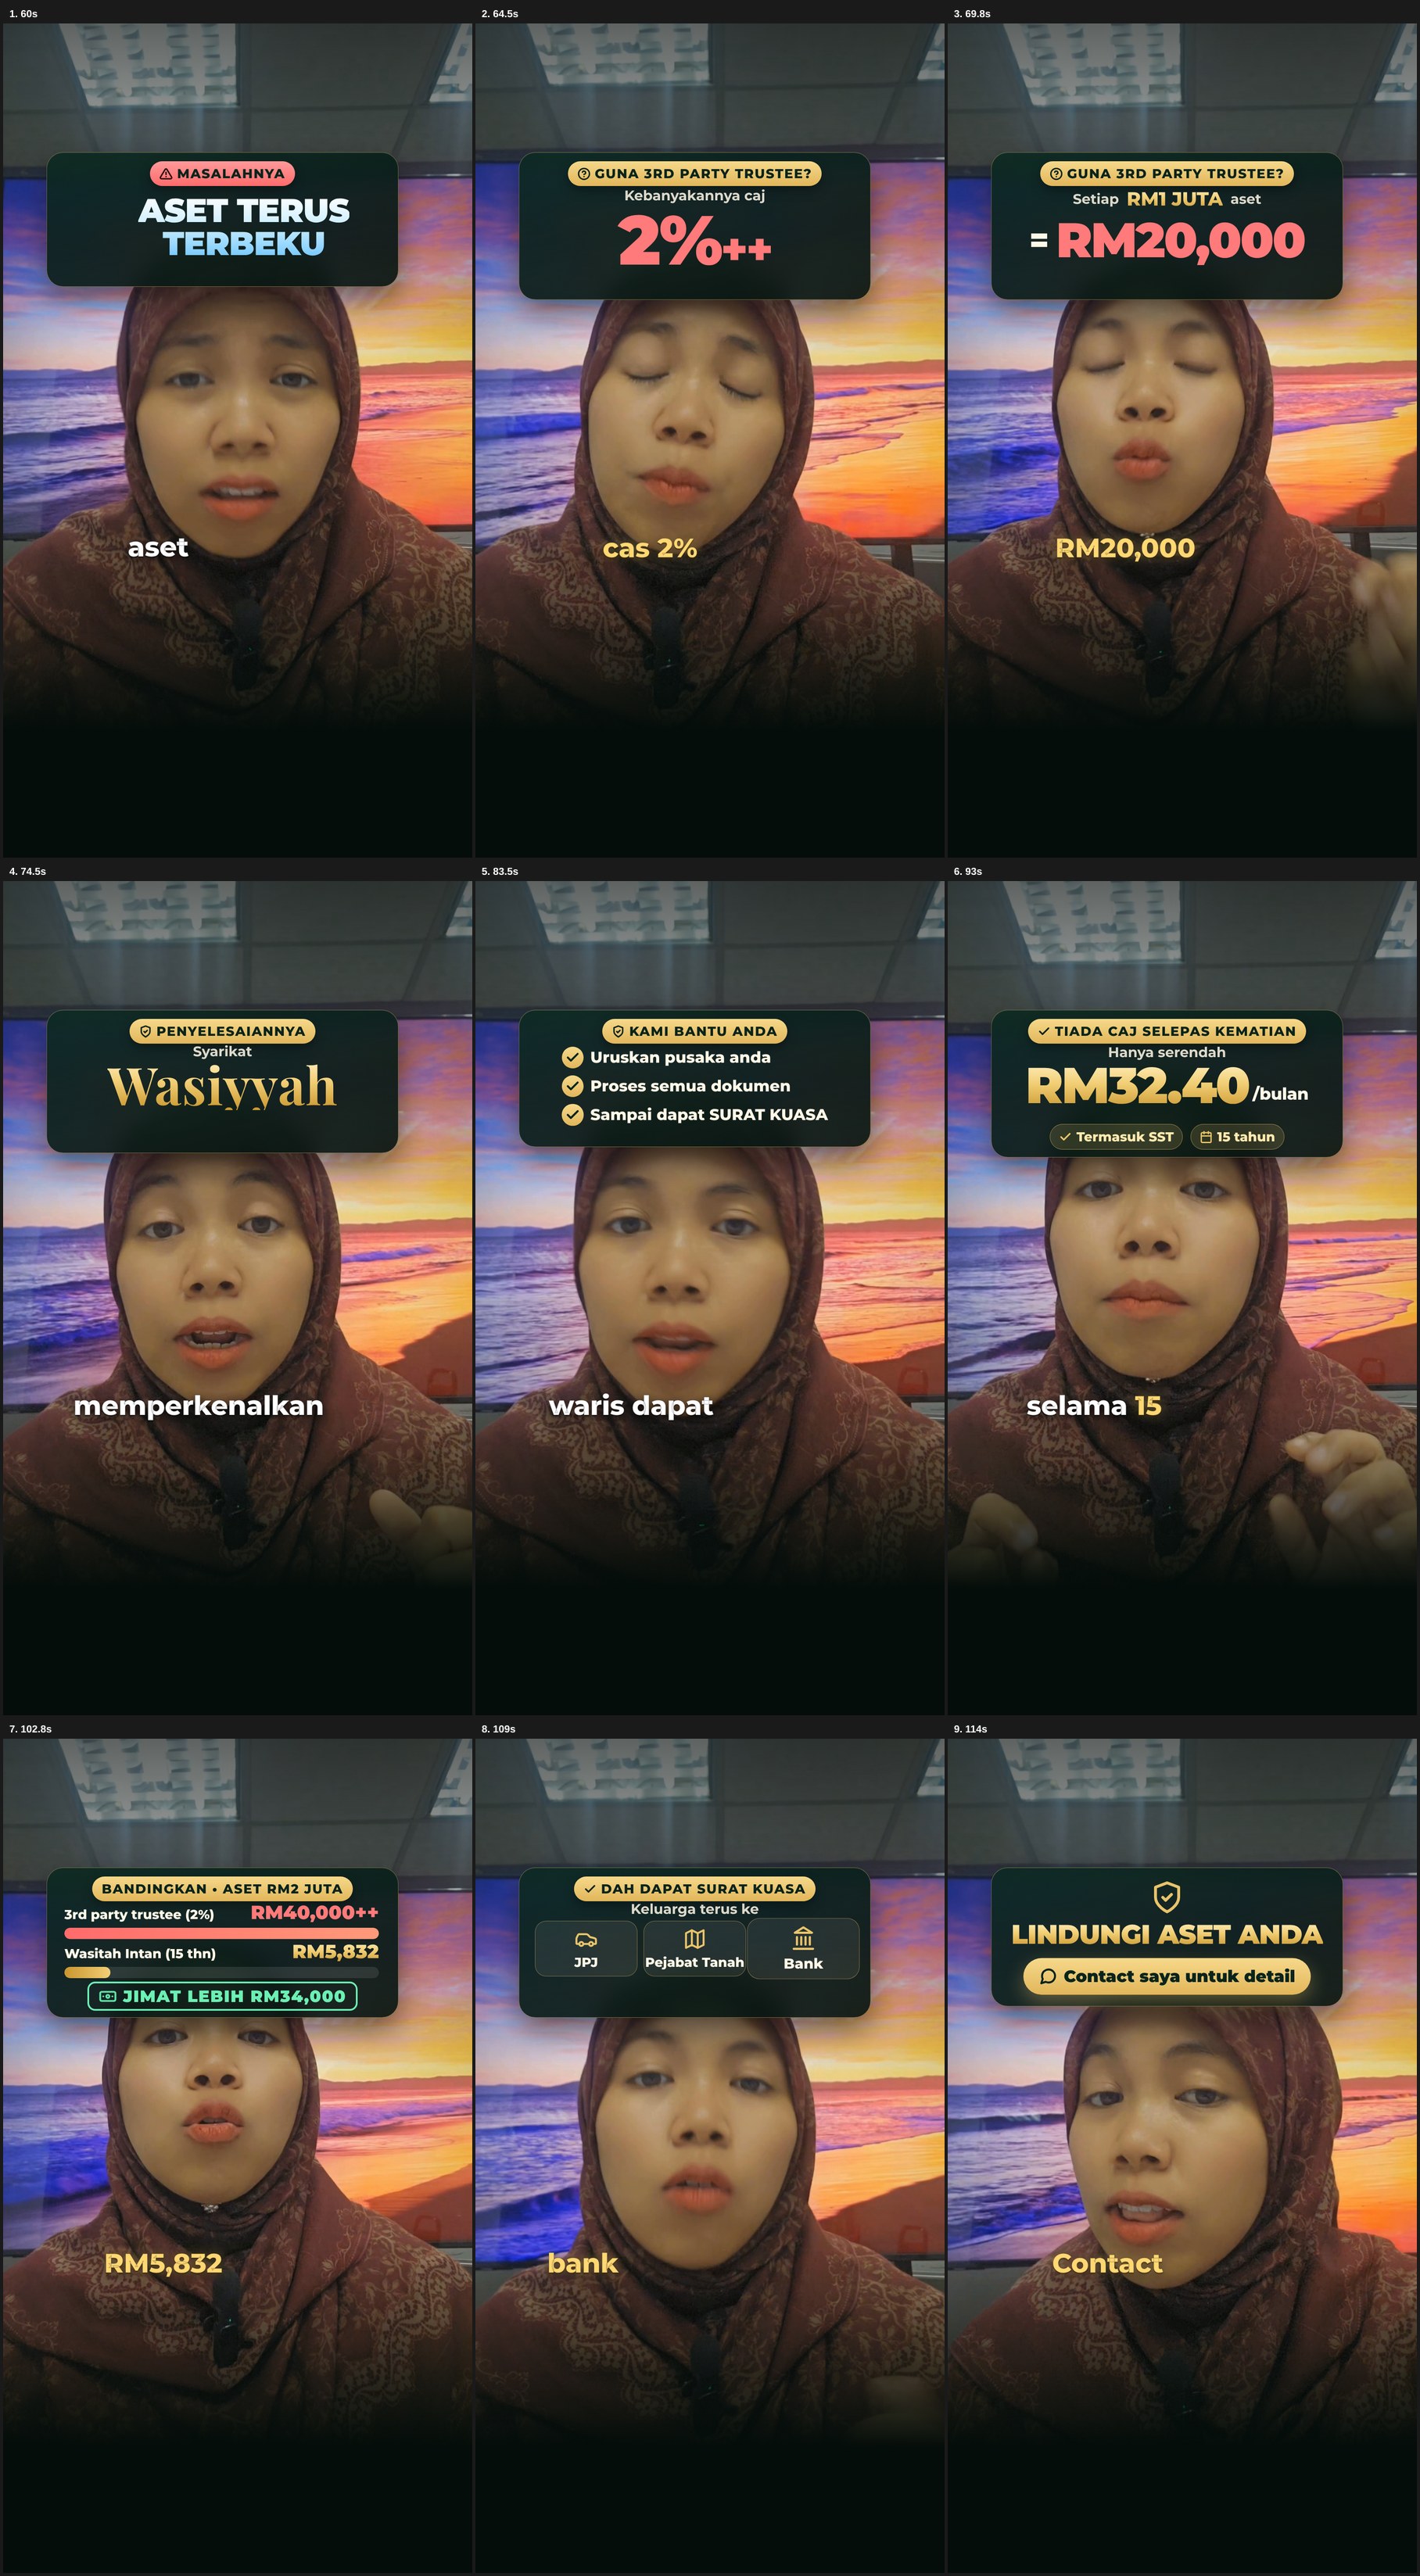 1. 60s
MASALAHNYA
ASET TERUS
TERBEKU
aset
2. 64.5s
GUNA 3RD PARTY TRUSTEE?
Kebanyakannya caj
2%++
cas 2%
3. 69.8s
GUNA 3RD PARTY TRUSTEE?
Setiap RM1 JUTA aset
= RM20,000
RM20,000
4. 74.5s
PENYELESAIANNYA
Syarikat
Wasiyyah
memperkenalkan
5. 83.5s
KAMI BANTU ANDA
Uruskan pusaka anda
Proses semua dokumen
Sampai dapat SURAT KUASA
waris dapat
6. 93s
TIADA CAJ SELEPAS KEMATIAN
Hanya serendah
RM32.40/bulan
Termasuk SST
15 tahun
selama 15
7. 102.8s
BANDINGKAN • ASET RM2 JUTA
3rd party trustee (2%) RM40,000++
Wasitah Intan (15 thn) RM5,832
JIMAT LEBIH RM34,000
RM5,832
8. 109s
DAH DAPAT SURAT KUASA
Keluarga terus ke
JPJ
Pejabat Tanah
Bank
bank
9. 114s
LINDUNGI ASET ANDA
Contact saya untuk detail
Contact